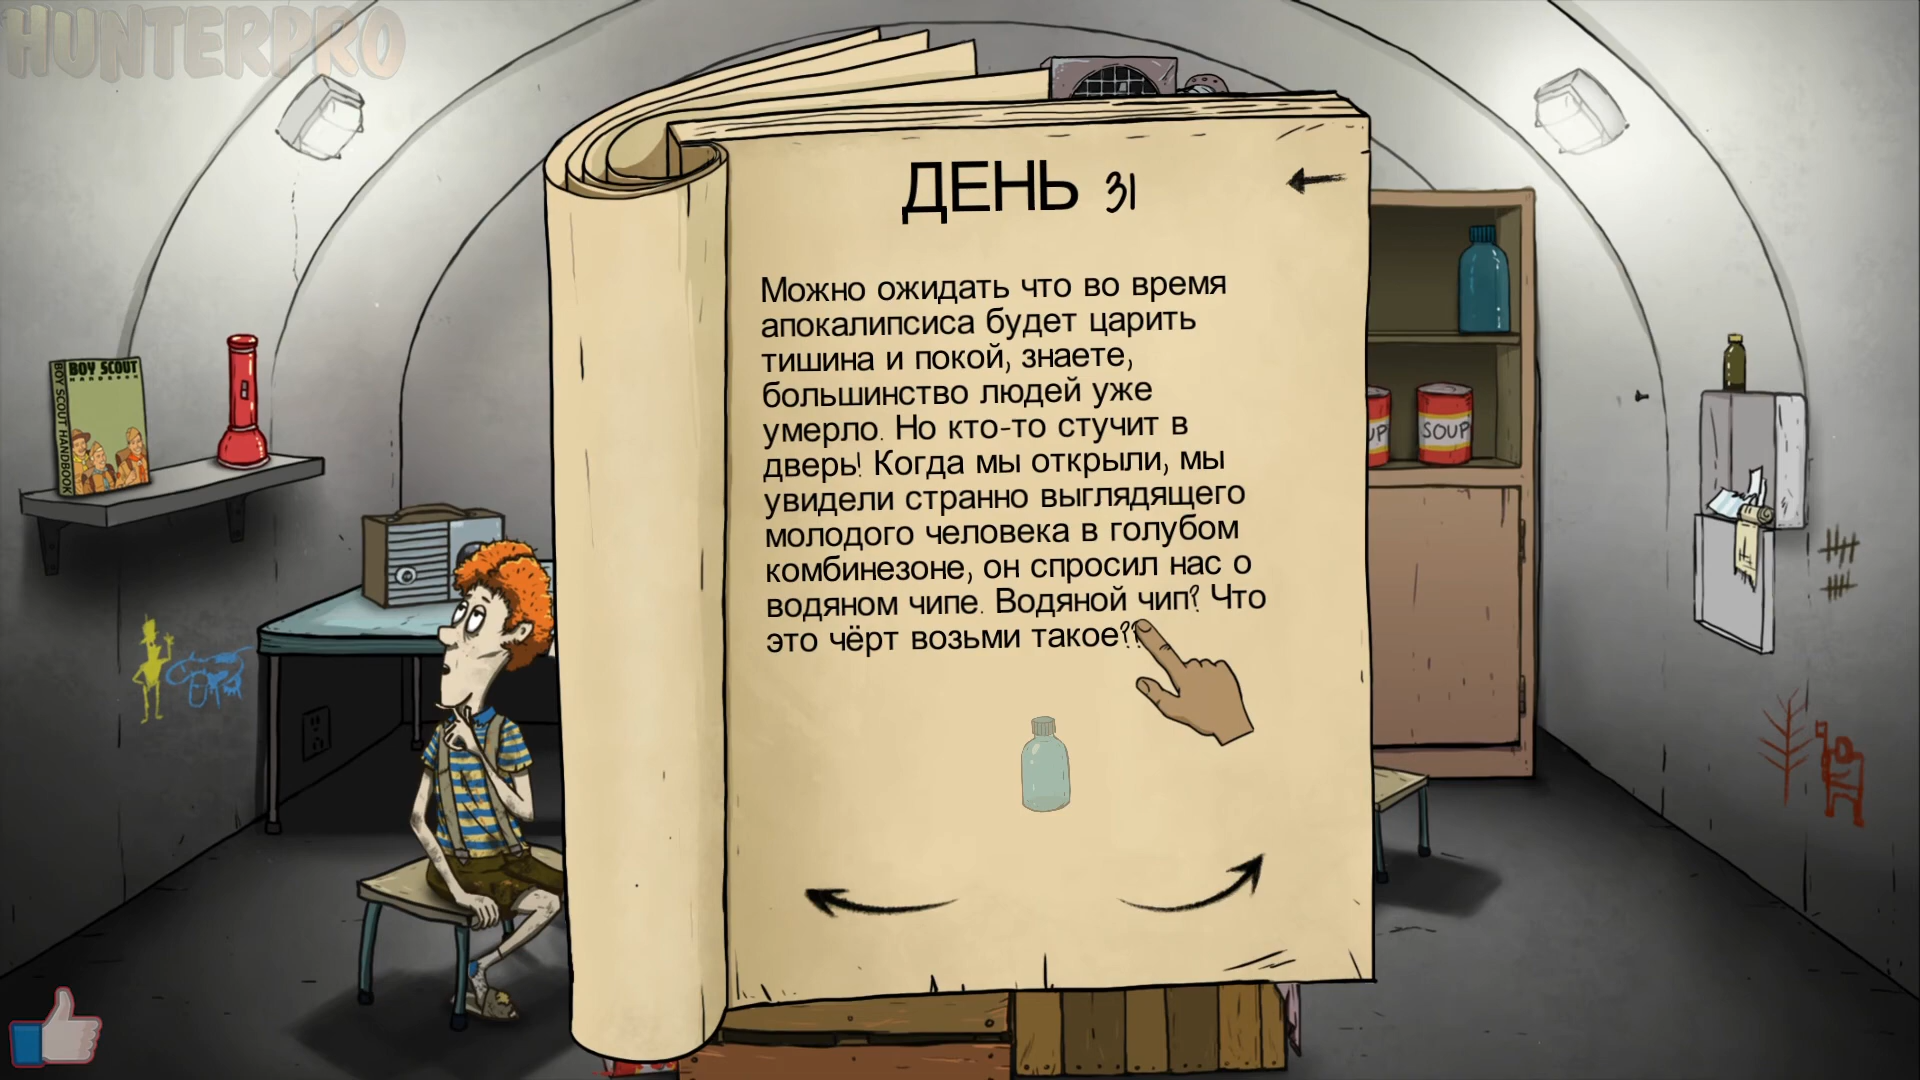 HUNTERPRO
ДЕНЬ 31
Можно ожидать что во время
апокалипсиса будет царить
тишина и покой, знаете,
большинство людей уже
умерло. Но кто-то стучит в
дверь! Когда мы открыли, мы
увидели странно выглядящего
молодого человека в голубом
комбинезоне, он спросил нас о
водяном чипе. Водяной чип? Что
это чёрт возьми такое??
BOY SCOUT
HANDBOOK
BOY SCOUT HANDBOOK
UP
SOUP